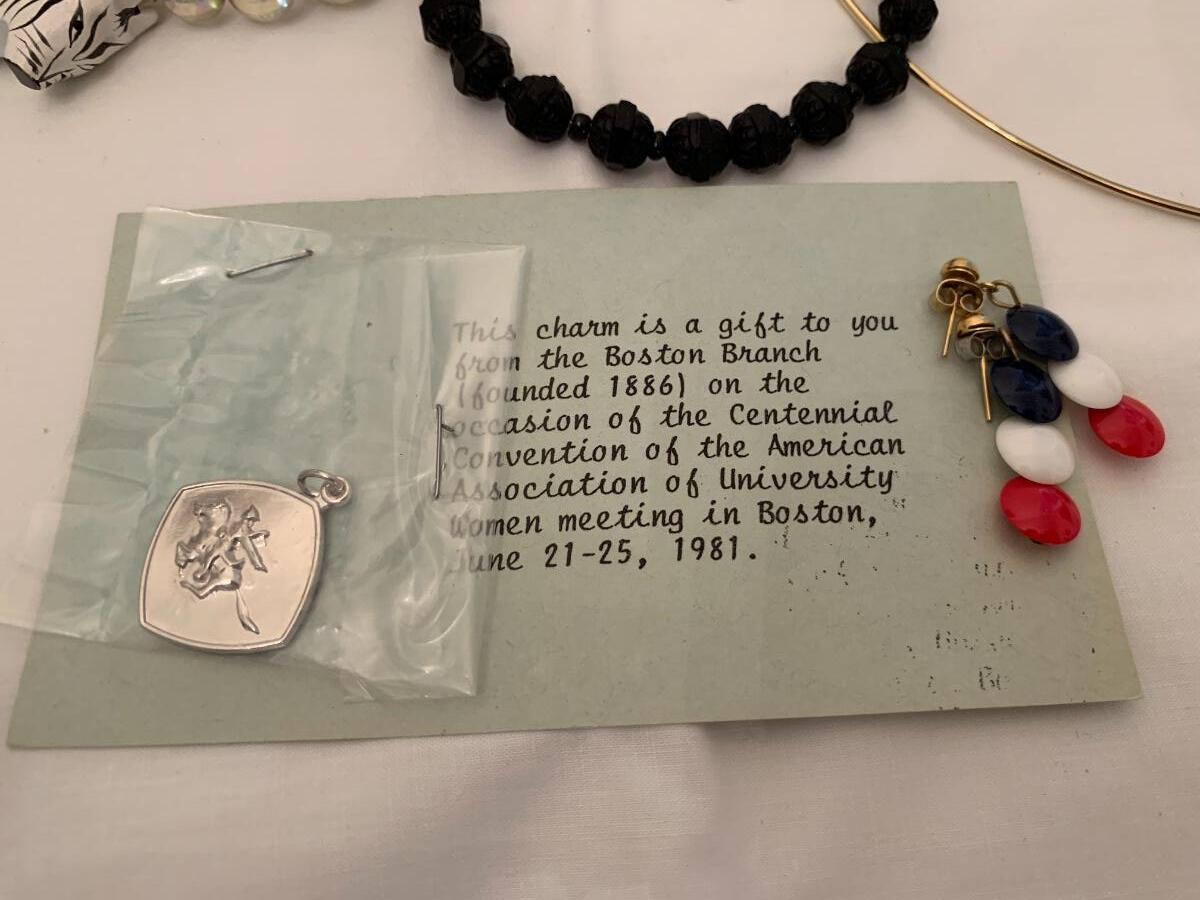 This charm is a gift to you
from the Boston Branch
(founded 1886) on the
occasion of the Centennial
Convention of the American
Association of University
Women meeting in Boston,
June 21-25, 1981.